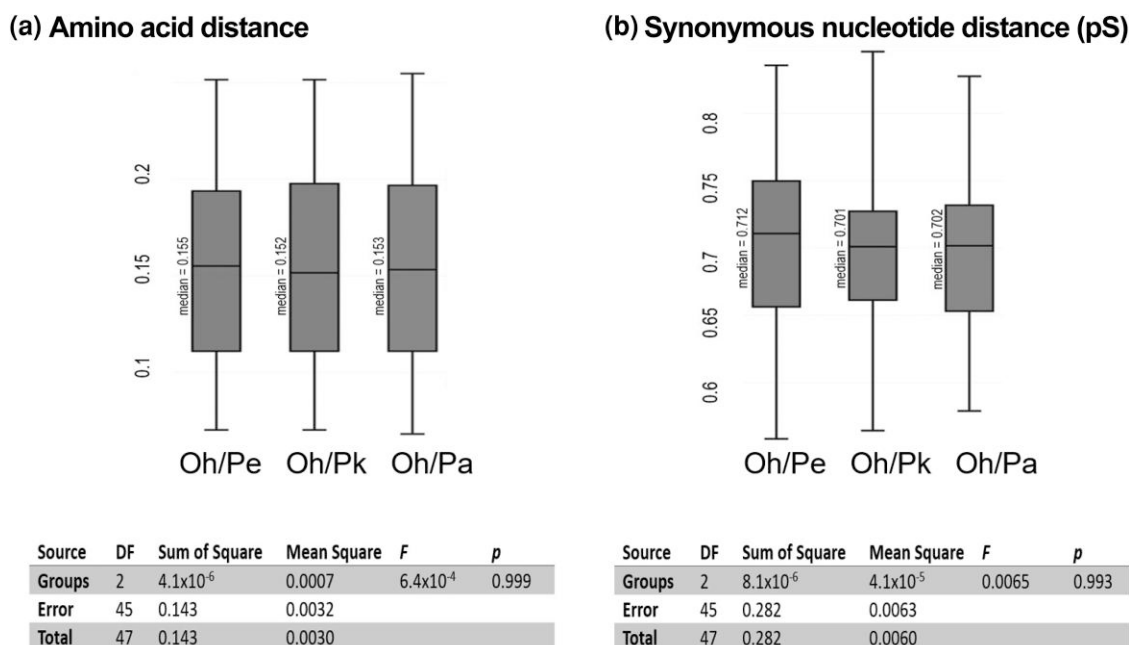 (a) Amino acid distance
0.2
0.15
0.1
median = 0.155
median = 0.152
median = 0.153
Oh/Pe Oh/Pk Oh/Pa
Source DF Sum of Square Mean Square F p
Groups 2 4.1x10⁻⁶ 0.0007 6.4x10⁻⁴ 0.999
Error 45 0.143 0.0032
Total 47 0.143 0.0030
(b) Synonymous nucleotide distance (pS)
0.8
0.75
0.7
0.65
0.6
median = 0.712
median = 0.701
median = 0.702
Oh/Pe Oh/Pk Oh/Pa
Source DF Sum of Square Mean Square F p
Groups 2 8.1x10⁻⁶ 4.1x10⁻⁵ 0.0065 0.993
Error 45 0.282 0.0063
Total 47 0.282 0.0060